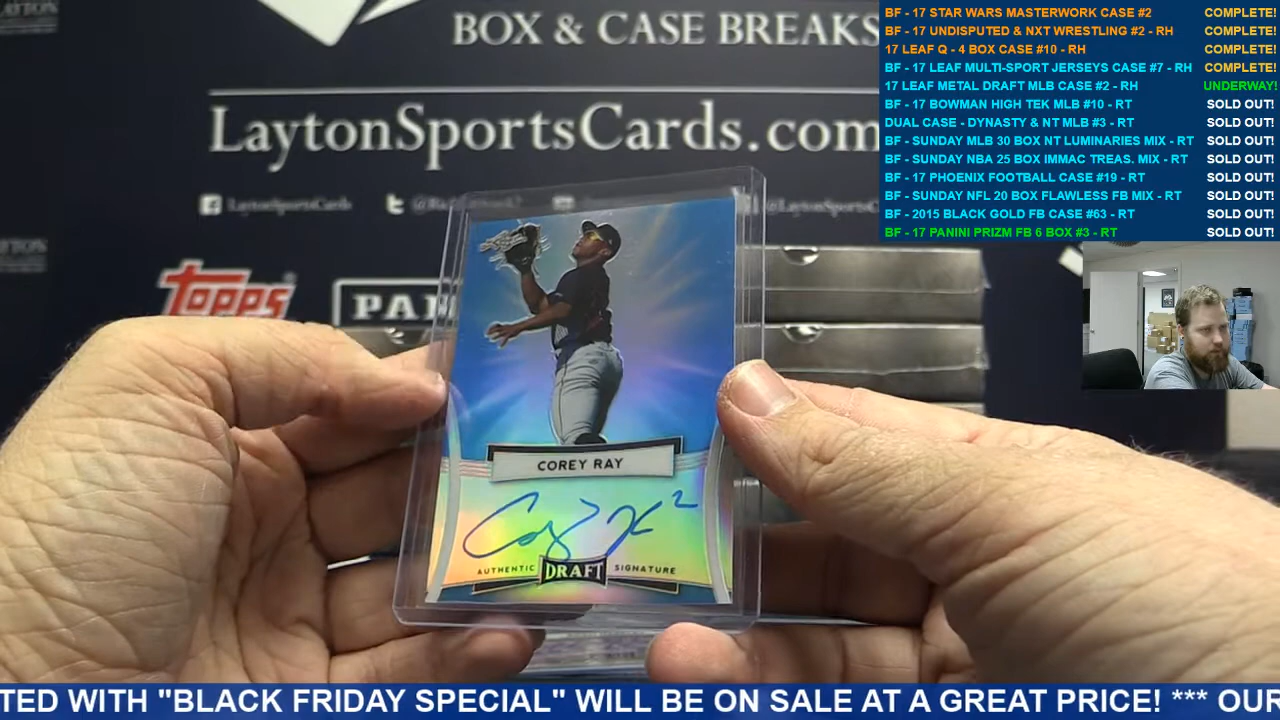 BOX & CASE BREAKS
LaytonSportsCards.com
LaytonSportsCards
Topps
PAN
COREY RAY
AUTHENTIC DRAFT SIGNATURE
BF - 17 STAR WARS MASTERWORK CASE #2 COMPLETE!
BF - 17 UNDISPUTED & NXT WRESTLING #2 - RH COMPLETE!
17 LEAF Q - 4 BOX CASE #10 - RH COMPLETE!
BF - 17 LEAF MULTI-SPORT JERSEYS CASE #7 - RH COMPLETE!
17 LEAF METAL DRAFT MLB CASE #2 - RH UNDERWAY!
BF - 17 BOWMAN HIGH TEK MLB #10 - RT SOLD OUT!
DUAL CASE - DYNASTY & NT MLB #3 - RT SOLD OUT!
BF - SUNDAY MLB 30 BOX NT LUMINARIES MIX - RT SOLD OUT!
BF - SUNDAY NBA 25 BOX IMMAC TREAS. MIX - RT SOLD OUT!
BF - 17 PHOENIX FOOTBALL CASE #19 - RT SOLD OUT!
BF - SUNDAY NFL 20 BOX FLAWLESS FB MIX - RT SOLD OUT!
BF - 2015 BLACK GOLD FB CASE #63 - RT SOLD OUT!
BF - 17 PANINI PRIZM FB 6 BOX #3 - RT SOLD OUT!
TED WITH "BLACK FRIDAY SPECIAL" WILL BE ON SALE AT A GREAT PRICE! *** OUR